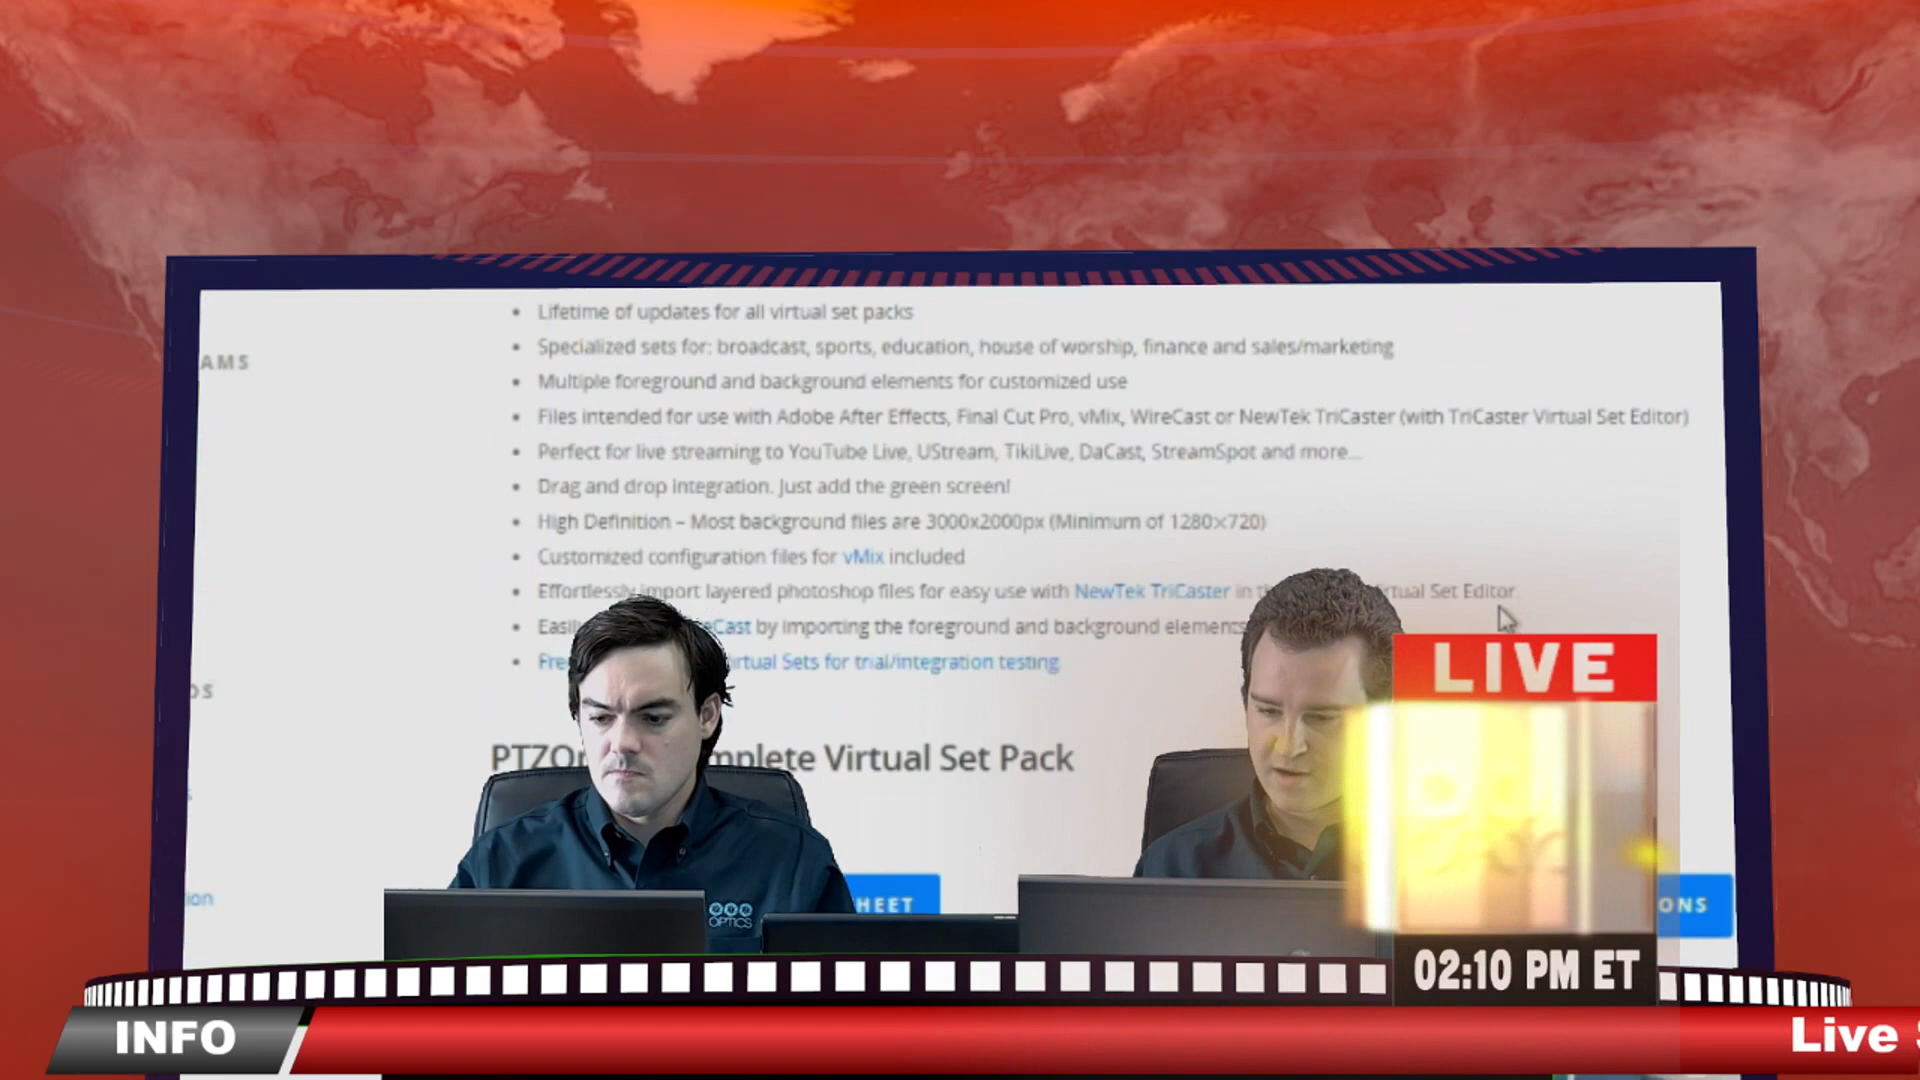 Lifetime of updates for all virtual set packs
AMS
Specialized sets for: broadcast, sports, education, house of worship, finance and sales/marketing
Multiple foreground and background elements for customized use
Files intended for use with Adobe After Effects, Final Cut Pro, vMix, WireCast or NewTek TriCaster (with TriCaster Virtual Set Editor)
Perfect for live streaming to YouTube Live, UStream, TikiLive, DaCast, StreamSpot and more...
Drag and drop integration. Just add the green screen!
High Definition – Most background files are 3000x2000px (Minimum of 1280×720)
Customized configuration files for vMix included
Effortlessly import layered photoshop files for easy use with NewTek TriCaster in th rtual Set Editor.
Easil eCast by importing the foreground and background elements
Fre irtual Sets for trial/integration testing
LIVE
OS
PTZOp mplete Virtual Set Pack
ion
HEET
ONS
OPTICS
02:10 PM ET
INFO
Live